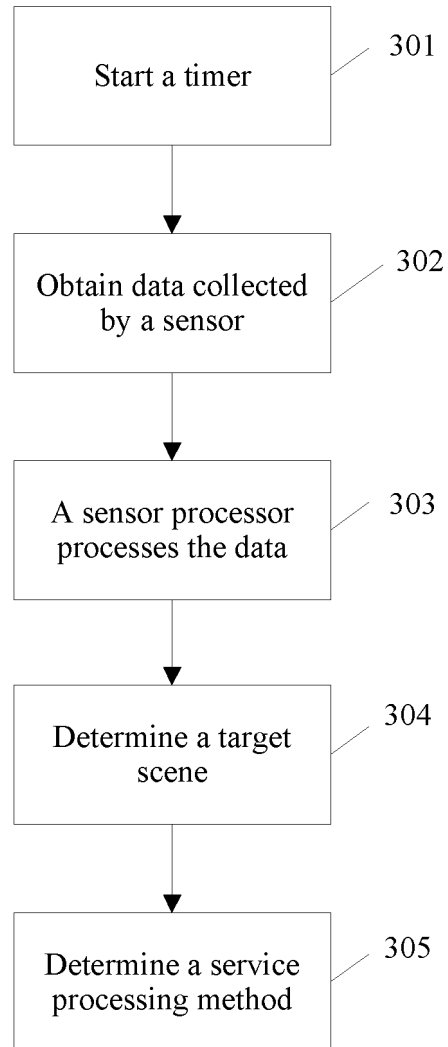 Start a timer
301
Obtain data collected
by a sensor
302
A sensor processor
processes the data
303
Determine a target
scene
304
Determine a service
processing method
305